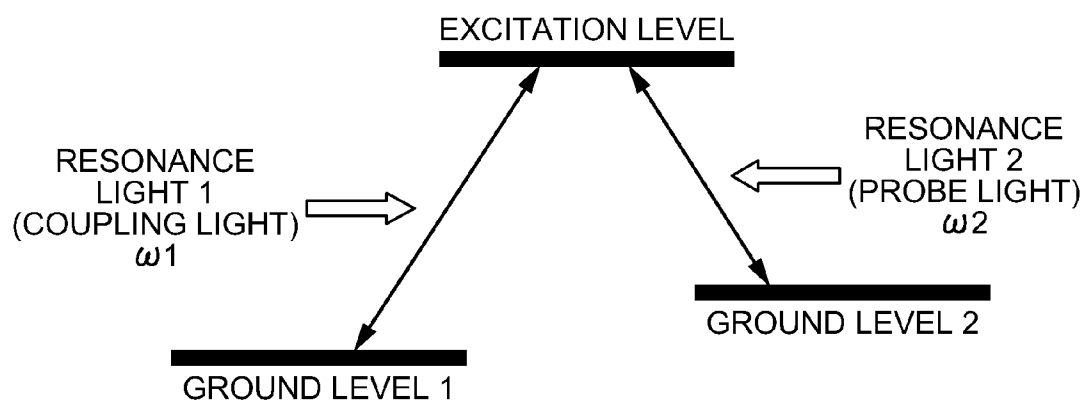 EXCITATION LEVEL
RESONANCE
LIGHT 1
(COUPLING LIGHT)
ω1
RESONANCE
LIGHT 2
(PROBE LIGHT)
ω2
GROUND LEVEL 2
GROUND LEVEL 1